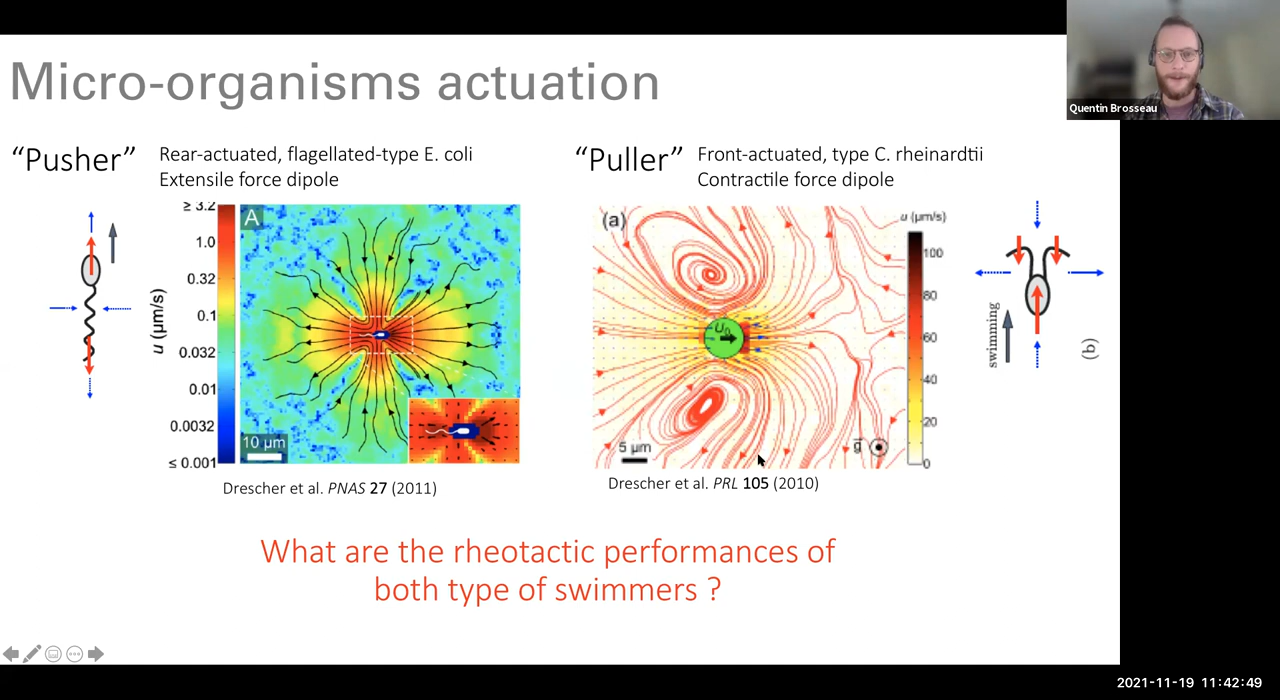 Micro-organisms actuation
Quentin Brosseau
“Pusher”
Rear-actuated, flagellated-type E. coli
Extensile force dipole
“Puller”
Front-actuated, type C. rheinardtii
Contractile force dipole
u (µm/s)
≥ 3.2
1.0
0.32
0.1
0.032
0.01
0.0032
≤ 0.001
A
10 µm
Drescher et al. PNAS 27 (2011)
(a)
U₀
5 µm
g
u (µm/s)
100
80
60
40
20
0
Drescher et al. PRL 105 (2010)
swimming
(b)
What are the rheotactic performances of
both type of swimmers ?
2021-11-19 11:42:49